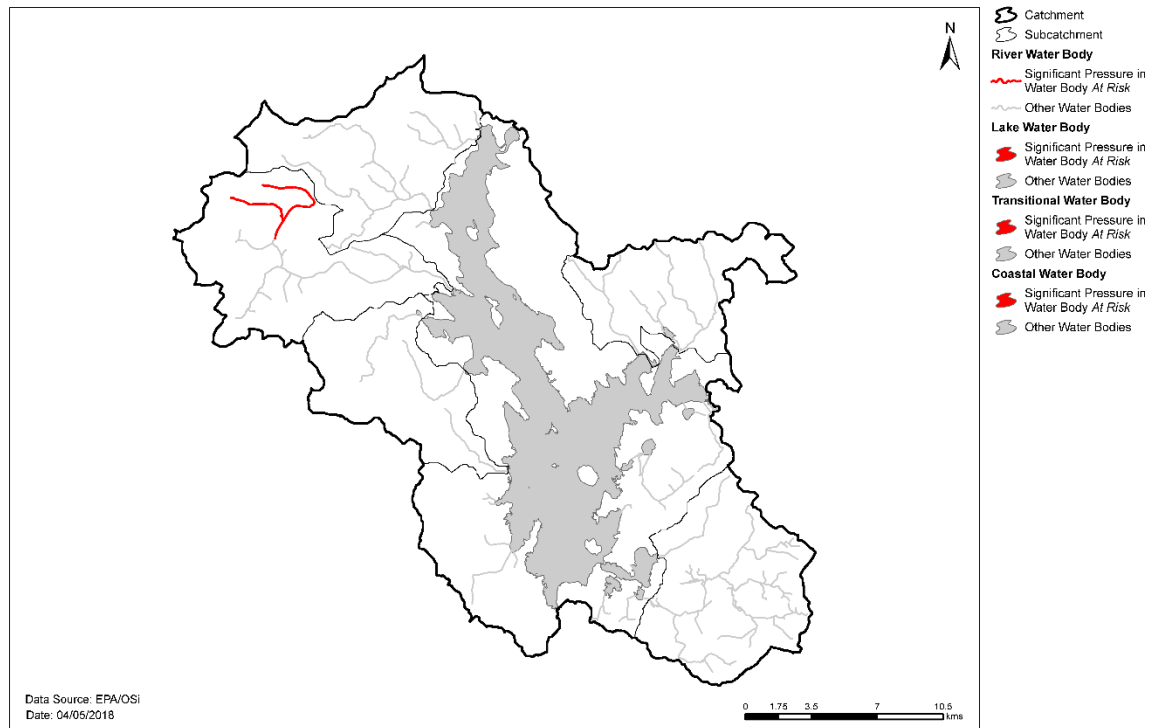 N
Catchment
Subcatchment
River Water Body
Significant Pressure in
Water Body At Risk
Other Water Bodies
Lake Water Body
Significant Pressure in
Water Body At Risk
Other Water Bodies
Transitional Water Body
Significant Pressure in
Water Body At Risk
Other Water Bodies
Coastal Water Body
Significant Pressure in
Water Body At Risk
Other Water Bodies
Data Source: EPA/OSi
Date: 04/05/2018
0 1.75 3.5 7 10.5
kms